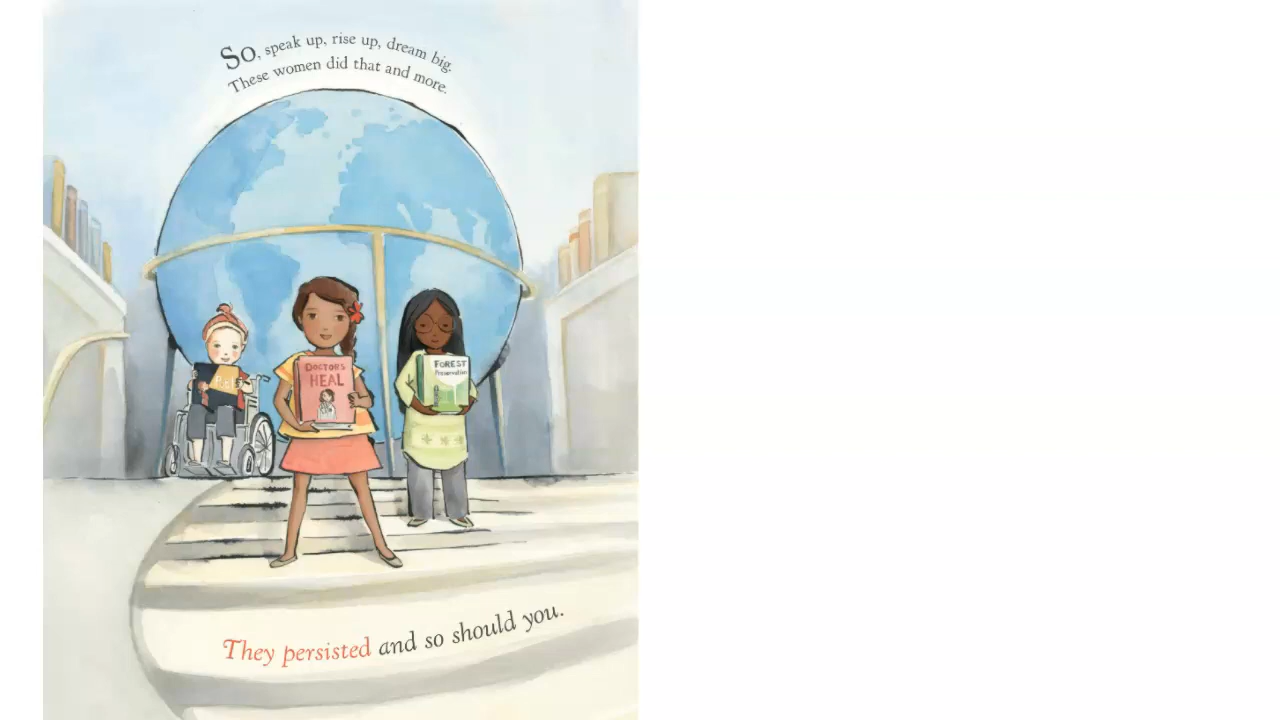 So, speak up, rise up, dream big.
These women did that and more.
DOCTORS
HEAL
FOREST
Preservation
They persisted and so should you.